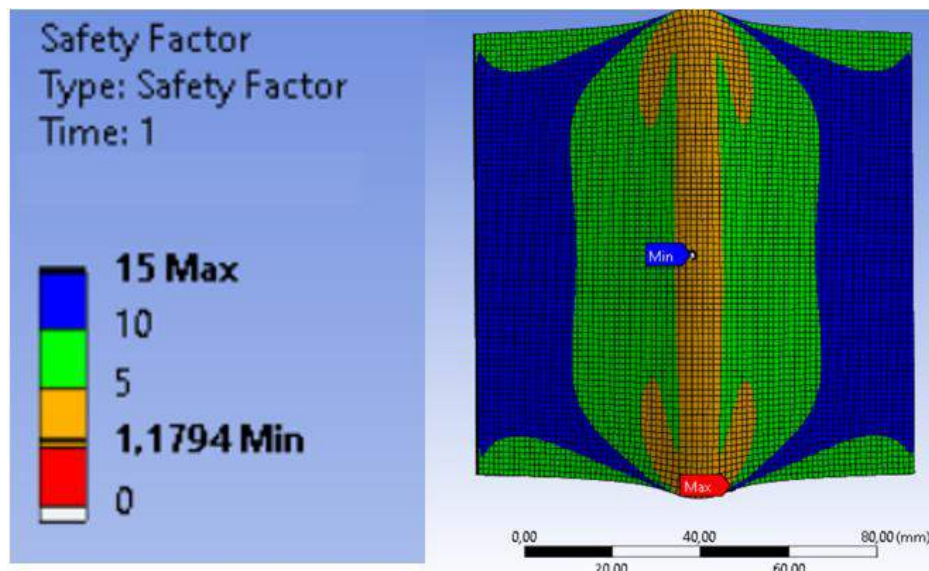 Safety Factor
Type: Safety Factor
Time: 1
15 Max
10
5
1,1794 Min
0
Min
Max
0,00 40,00 80,00 (mm)
20,00 60,00